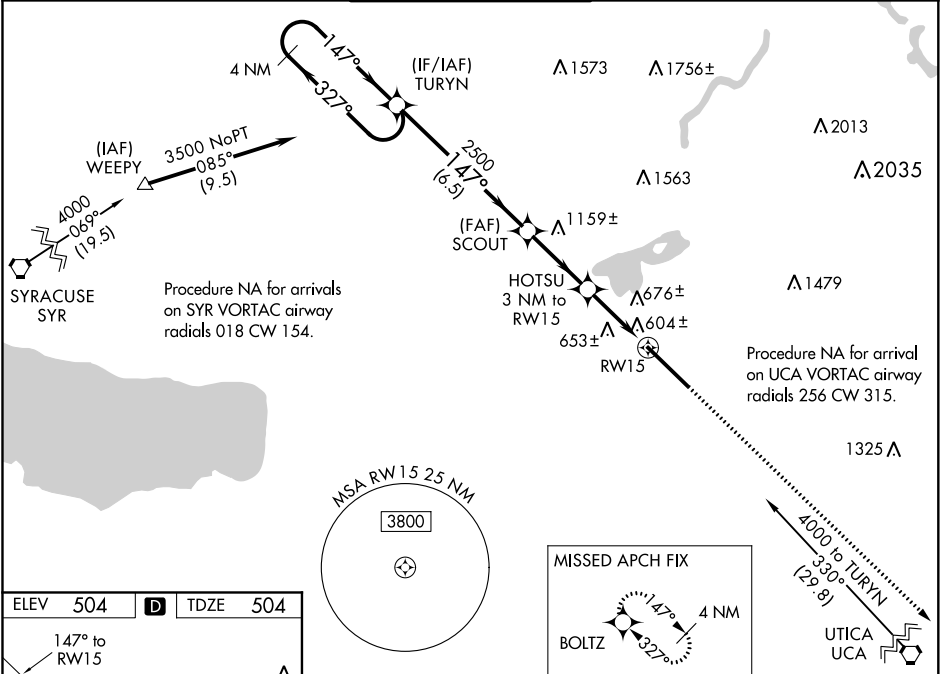 147°
4 NM
327°
(IF/IAF)
TURYN
1573
1756±
2013
2035
(IAF)
WEEPY
3500 NoPT
085°
(9.5)
2500
147°
(6.5)
1563
4000
069°
(19.5)
(FAF)
SCOUT
1159±
SYRACUSE
SYR
Procedure NA for arrivals
on SYR VORTAC airway
radials 018 CW 154.
HOTSU
3 NM to
RW15
676±
1479
653±
604±
RW15
Procedure NA for arrival
on UCA VORTAC airway
radials 256 CW 315.
1325
MSA RW15 25 NM
3800
4000 to TURYN
330°
(29.8)
MISSED APCH FIX
147°
4 NM
BOLTZ
327°
UTICA
UCA
ELEV 504 D TDZE 504
147° to
RW15